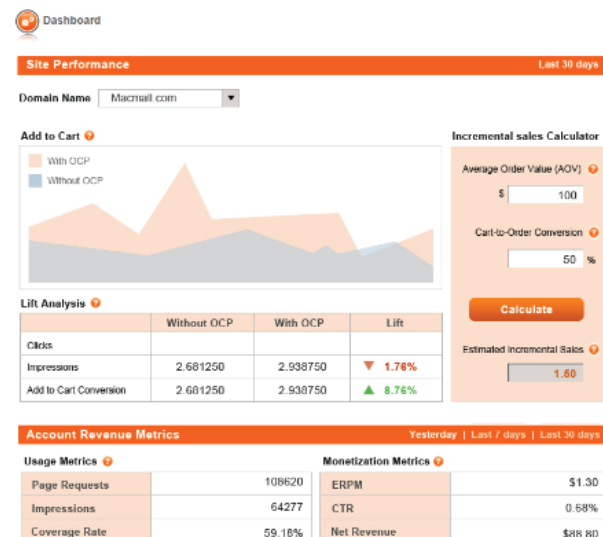 Dashboard
Site Performance Last 30 days
Domain Name Macmall.com
Add to Cart ?
With OCP
Without OCP
Incremental sales Calculator
Average Order Value (AOV) ?
$ 100
Cart-to-Order Conversion ?
50 %
Calculate
Estimated Incremental Sales ?
1.50
Lift Analysis ?
Without OCP With OCP Lift
Clicks
Impressions 2.681250 2.938750 1.76%
Add to Cart Conversion 2.681250 2.938750 8.76%
Account Revenue Metrics Yesterday | Last 7 days | Last 30 days
Usage Metrics ? Monetization Metrics ?
Page Requests 108620 ERPM $1.30
Impressions 64277 CTR 0.68%
Coverage Rate 59.18% Net Revenue $88.80